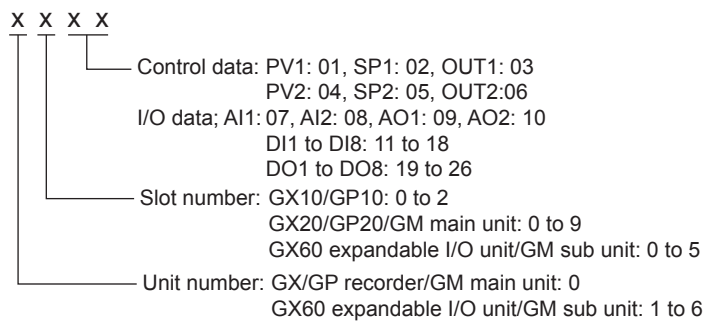 X X X X
Control data: PV1: 01, SP1: 02, OUT1: 03
PV2: 04, SP2: 05, OUT2:06
I/O data; AI1: 07, AI2: 08, AO1: 09, AO2: 10
DI1 to DI8: 11 to 18
DO1 to DO8: 19 to 26
Slot number: GX10/GP10: 0 to 2
GX20/GP20/GM main unit: 0 to 9
GX60 expandable I/O unit/GM sub unit: 0 to 5
Unit number: GX/GP recorder/GM main unit: 0
GX60 expandable I/O unit/GM sub unit: 1 to 6